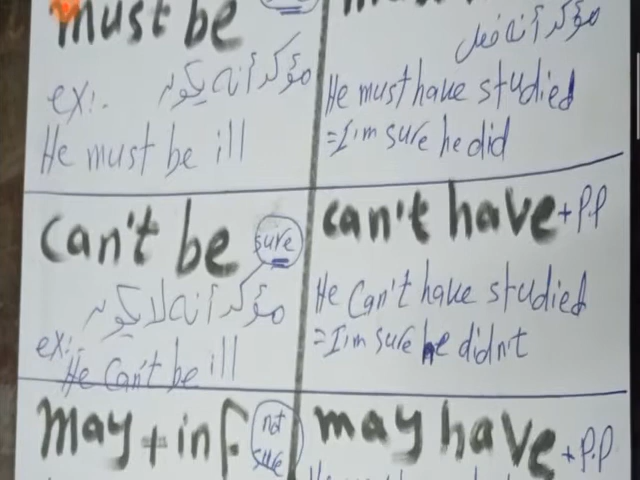 must be
مؤكد أنه يكون
ex:.
He must be ill
مؤكد أنه فعل
He must have studied
=I'm sure he did
can't be
sure
مؤكد أنه لا يكون
ex:.
He Can't be ill
can't have + P.P
He Can't have studied
=I'm sure he didn't
may + inf.
not
sure
may have + P.P